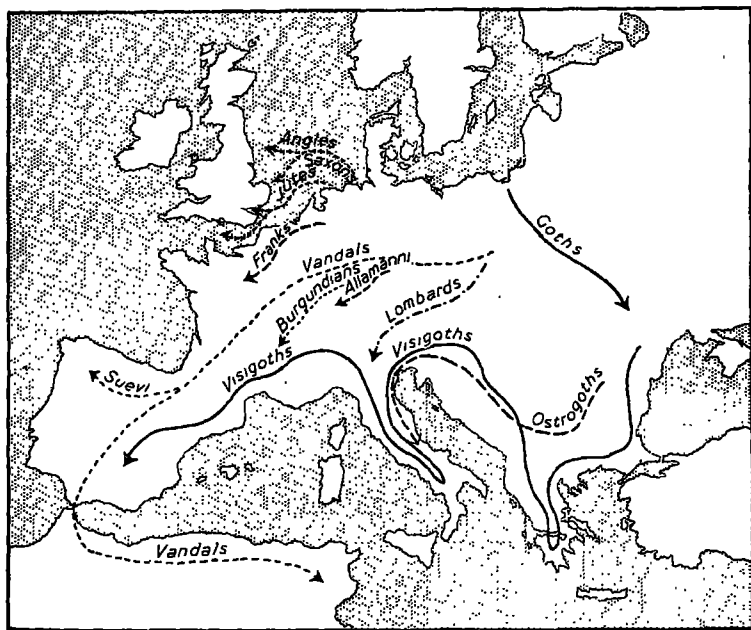 Angles
Saxons
Jutes
Goths
Franks
Vandals
Burgundians
Allamanni
Lombards
Visigoths
Visigoths
Suevi
Ostrogoths
Vandals